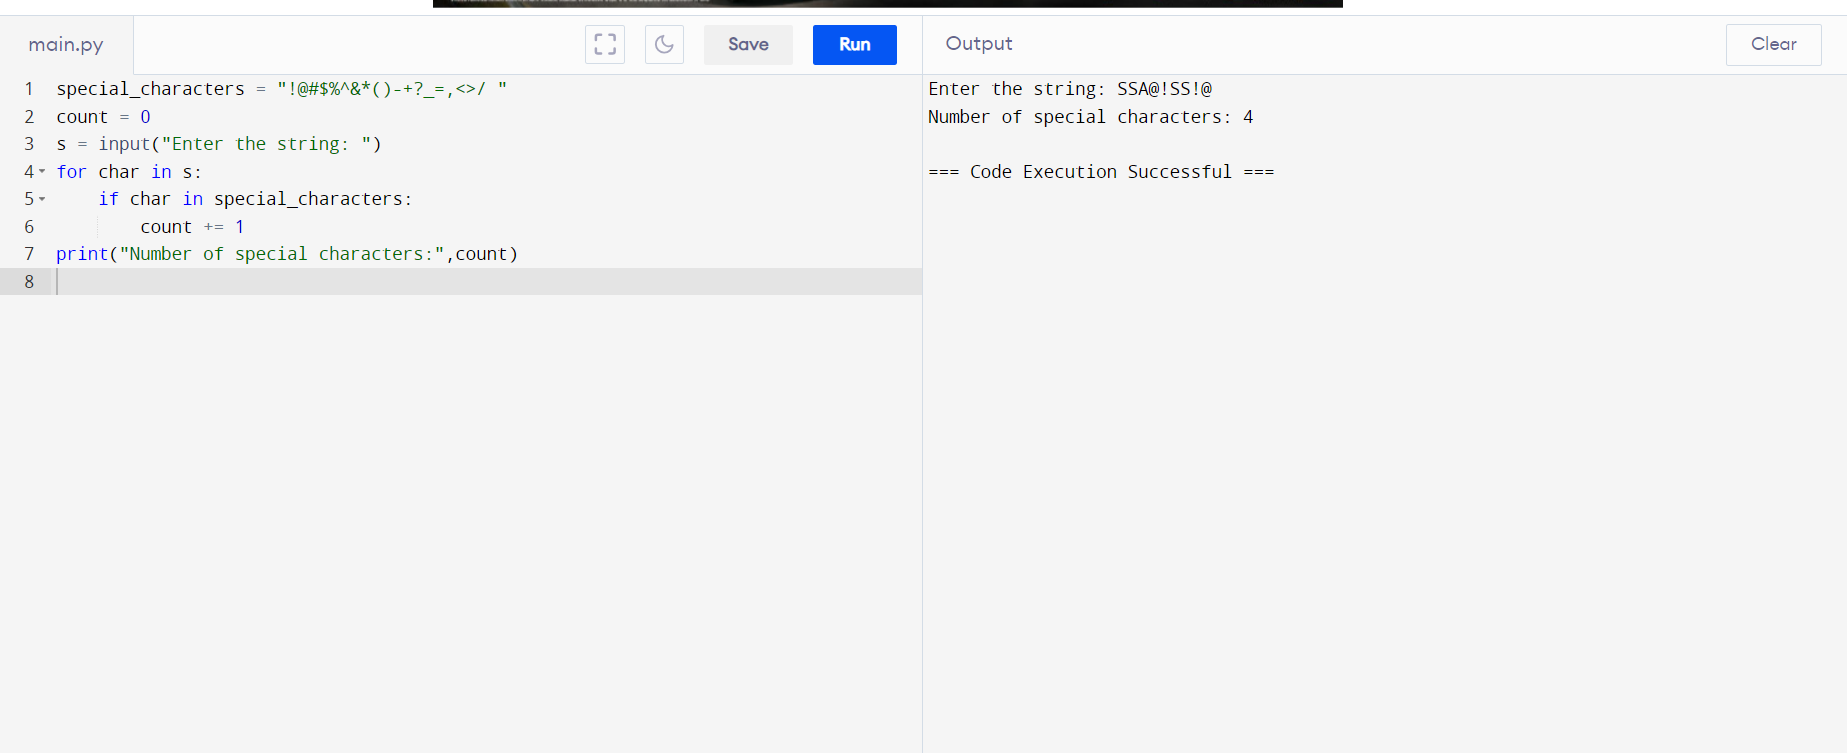 main.py
Save
Run
Output
Clear
1 special_characters = "!@#$%^&*()-+?_=,<>/ "
2 count = 0
3 s = input("Enter the string: ")
4 for char in s:
5     if char in special_characters:
6         count += 1
7 print("Number of special characters:",count)
8
Enter the string: SSA@!SS!@
Number of special characters: 4
=== Code Execution Successful ===